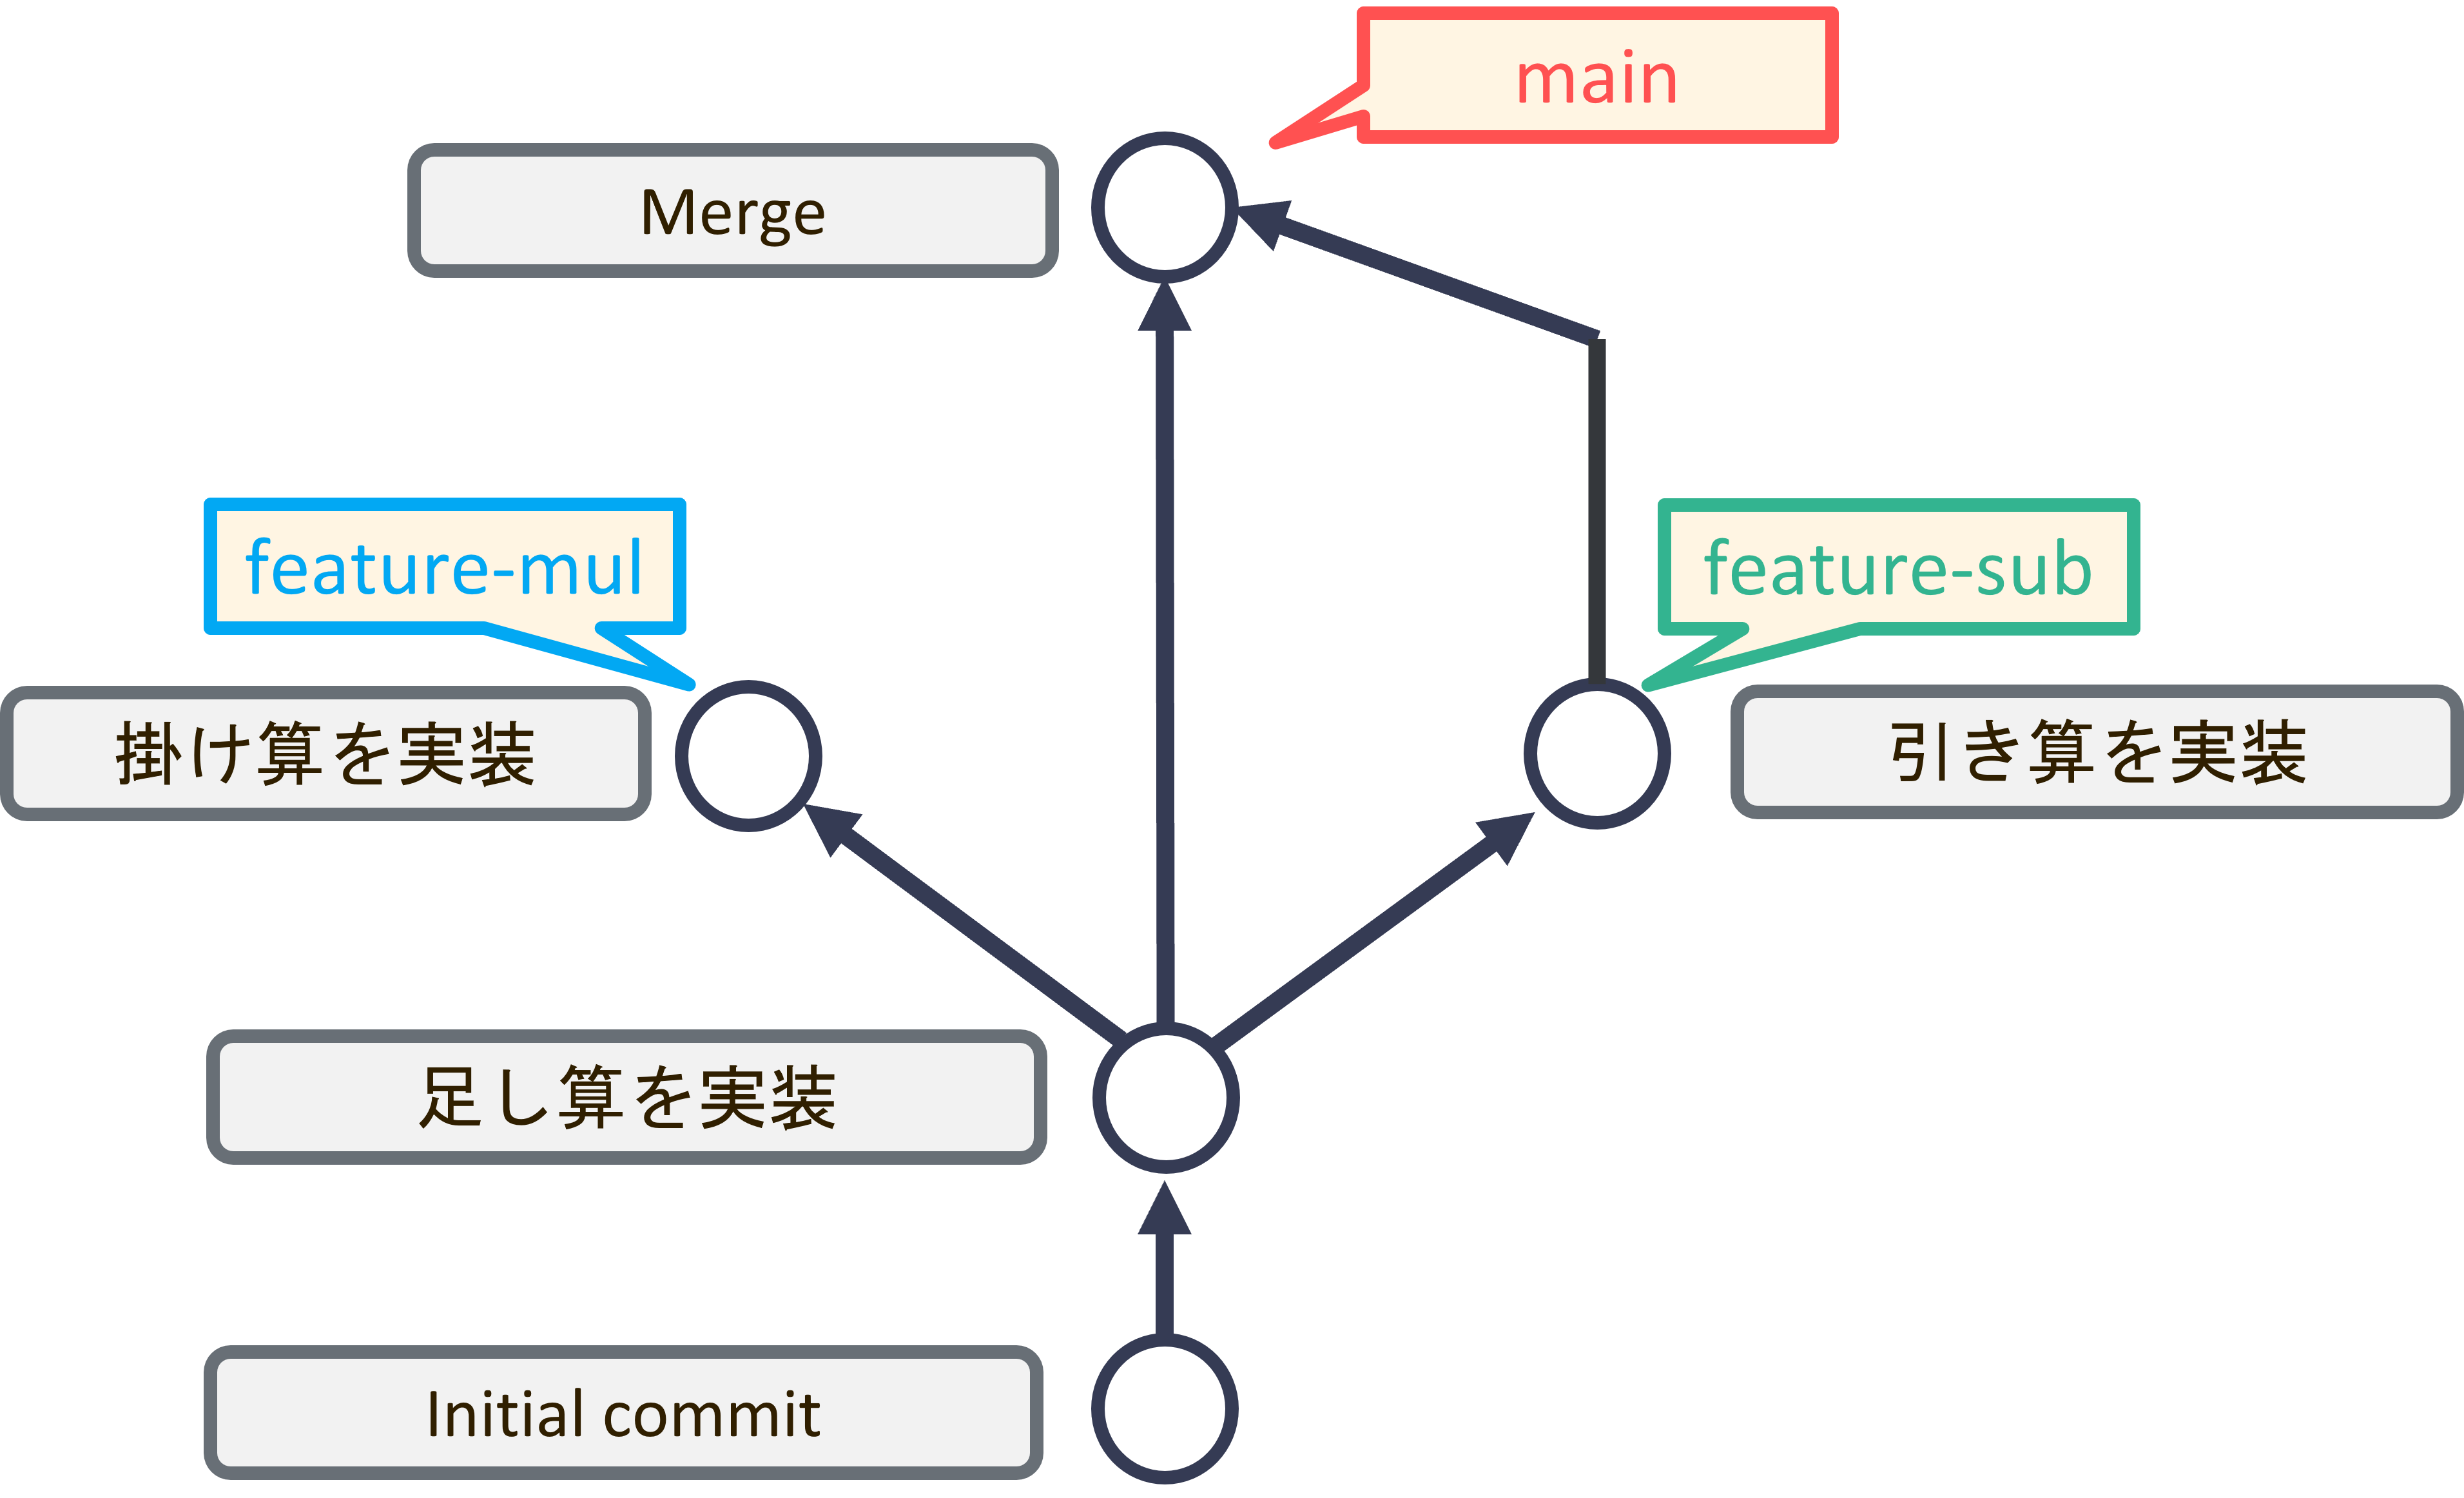 main
Merge
feature-mul
feature-sub
掛け算を実装
引き算を実装
足し算を実装
Initial commit